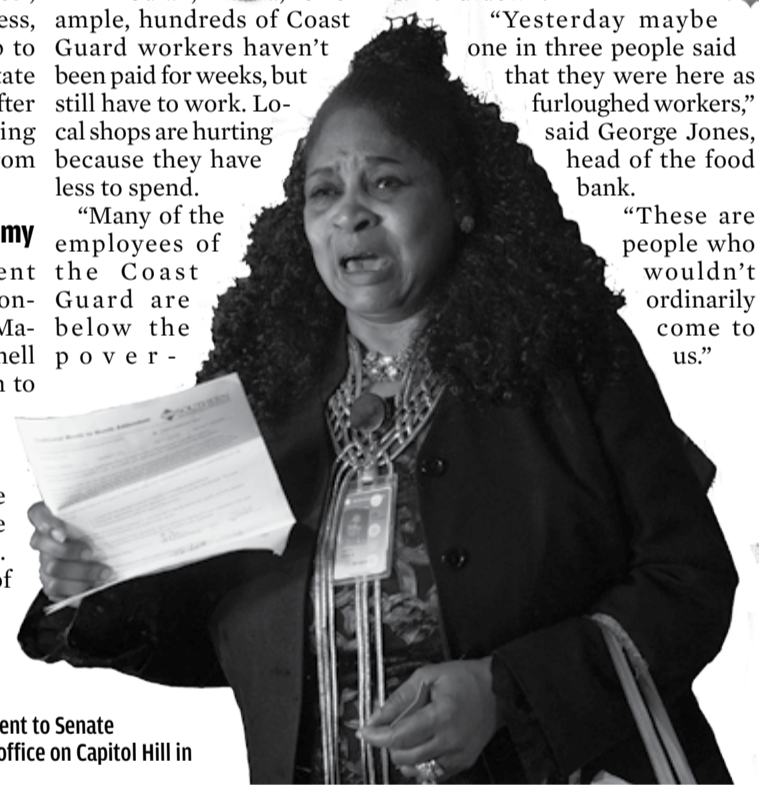 ess,
o to
ate
fter
ing
om
my
ent
on-
Ma-
nell
n to
e
e
.
of
ent to Senate
office on Capitol Hill in
ample, hundreds of Coast
Guard workers haven't
been paid for weeks, but
still have to work. Lo-
cal shops are hurting
because they have
less to spend.
“Many of the
employees of
the Coast
Guard are
below the
pover-
“Yesterday maybe
one in three people said
that they were here as
furloughed workers,”
said George Jones,
head of the food
bank.
“These are
people who
wouldn't
ordinarily
come to
us.”